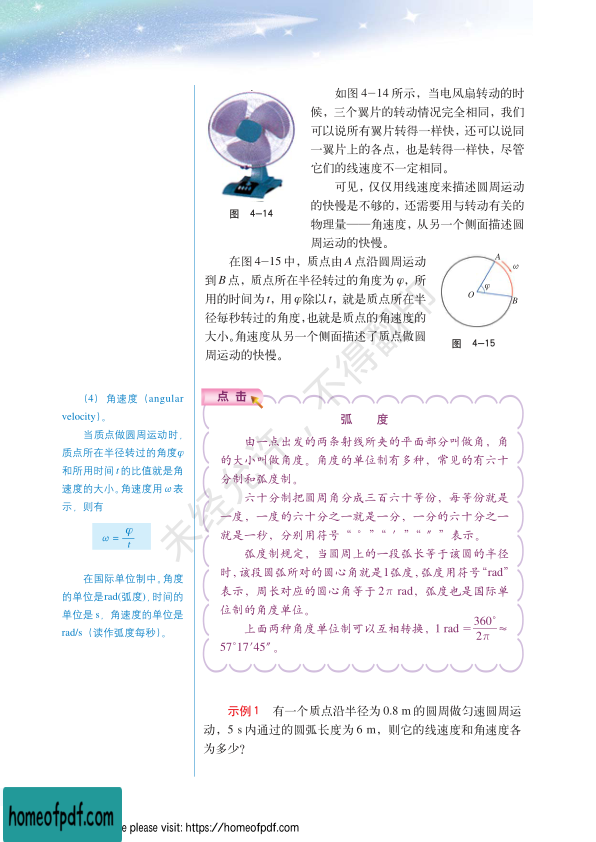 如图 4-14 所示，当电风扇转动的时
候，三个翼片的转动情况完全相同，我们
可以说所有翼片转得一样快，还可以说同
一翼片上的各点，也是转得一样快，尽管
它们的线速度不一定相同。
可见，仅仅用线速度来描述圆周运动
的快慢是不够的，还需要用与转动有关的
物理量——角速度，从另一个侧面描述圆
周运动的快慢。
图 4-14
在图 4-15 中，质点由 A 点沿圆周运动
到 B 点，质点所在半径转过的角度为 φ，所
用的时间为 t，用 φ 除以 t，就是质点所在半
径每秒转过的角度，也就是质点的角速度的
大小。角速度从另一个侧面描述了质点做圆
周运动的快慢。
A
ω
φ
O
B
图 4-15
(4) 角速度（angular
velocity）。
当质点做圆周运动时，
质点所在半径转过的角度φ
和所用时间 t 的比值就是角
速度的大小。角速度用 ω 表
示，则有
ω = φ/t
在国际单位制中，角度
的单位是rad(弧度)，时间的
单位是 s，角速度的单位是
rad/s（读作弧度每秒）。
点 击
弧 度
由一点出发的两条射线所夹的平面部分叫做角，角
的大小叫做角度。角度的单位制有多种，常见的有六十
分制和弧度制。
六十分制把圆周角分成三百六十等份，每等份就是
一度，一度的六十分之一就是一分，一分的六十分之一
就是一秒，分别用符号“ ° ”“ ′ ”“ ″ ”表示。
弧度制规定，当圆周上的一段弧长等于该圆的半径
时，该段圆弧所对的圆心角就是1弧度，弧度用符号“rad”
表示，周长对应的圆心角等于 2π rad，弧度也是国际单
位制的角度单位。
上面两种角度单位制可以互相转换，1 rad = 360°/2π ≈
57°17′45″。
示例 1 有一个质点沿半径为 0.8 m 的圆周做匀速圆周运
动，5 s 内通过的圆弧长度为 6 m，则它的线速度和角速度各
为多少？
未经允许，不得翻印
homeofpdf.com
e please visit: https://homeofpdf.com